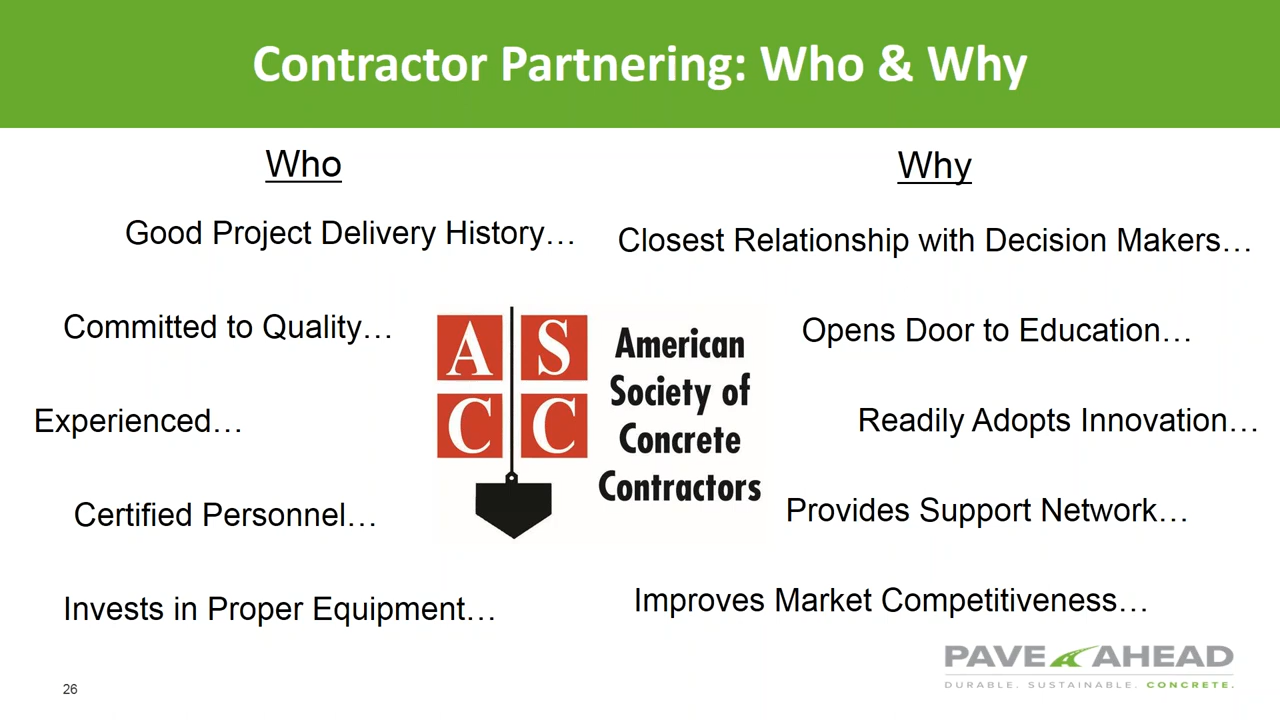 Contractor Partnering: Who & Why
Who
Good Project Delivery History…
Committed to Quality…
Experienced…
Certified Personnel…
Invests in Proper Equipment…
A S
C C
American
Society of
Concrete
Contractors
Why
Closest Relationship with Decision Makers…
Opens Door to Education…
Readily Adopts Innovation…
Provides Support Network…
Improves Market Competitiveness…
PAVE AHEAD
DURABLE. SUSTAINABLE. CONCRETE.
26